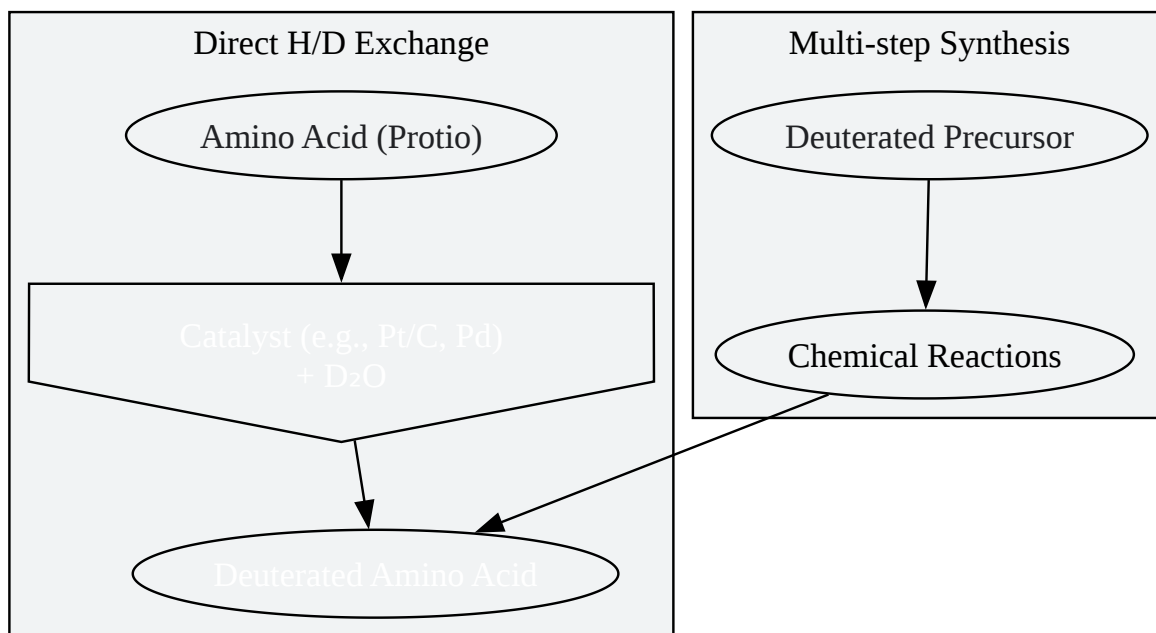 Direct H/D Exchange
Amino Acid (Protio)
Catalyst (e.g., Pt/C, Pd)
+ D₂O
Deuterated Amino Acid
Multi-step Synthesis
Deuterated Precursor
Chemical Reactions